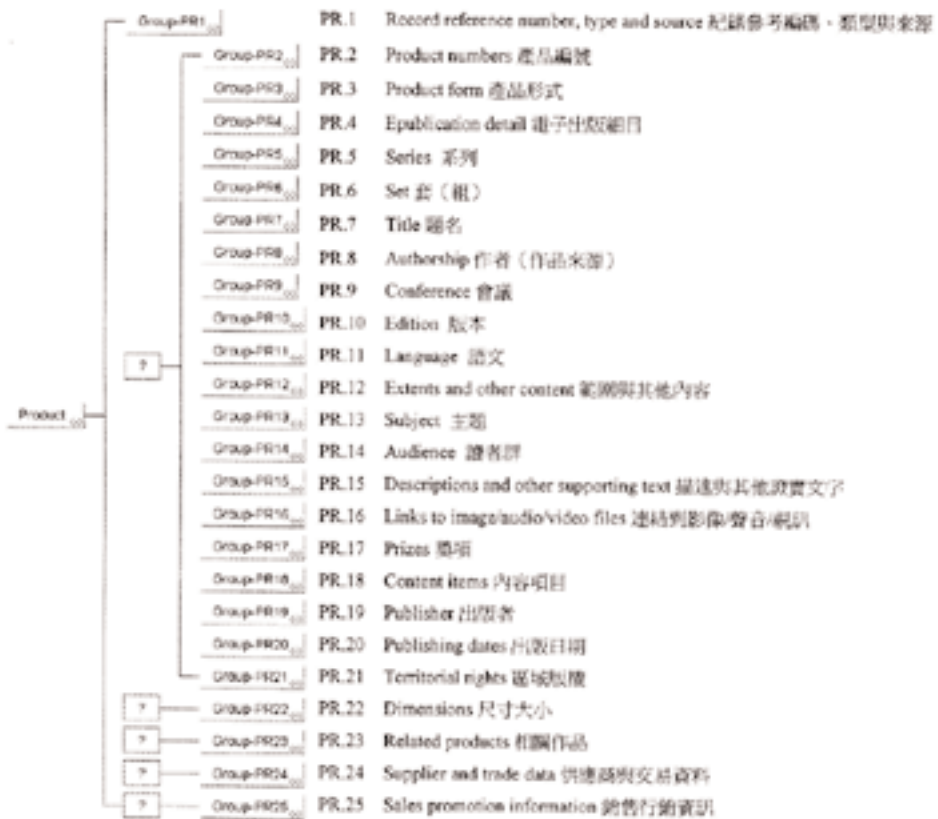 Group-PR1 PR.1 Record reference number, type and source 紀錄參考編碼、類型與來源
Group-PR2 PR.2 Product numbers 產品編號
Group-PR3 PR.3 Product form 產品形式
Group-PR4 PR.4 Epublication detail 電子出版細目
Group-PR5 PR.5 Series 系列
Group-PR6 PR.6 Set 套（組）
Group-PR7 PR.7 Title 題名
Group-PR8 PR.8 Authorship 作者（作品來源）
Group-PR9 PR.9 Conference 會議
Group-PR10 PR.10 Edition 版本
Group-PR11 PR.11 Language 語文
?
Group-PR12 PR.12 Extents and other content 範圍與其他內容
Product
Group-PR13 PR.13 Subject 主題
Group-PR14 PR.14 Audience 讀者群
Group-PR15 PR.15 Descriptions and other supporting text 描述與其他證實文字
Group-PR16 PR.16 Links to image/audio/video files 連結到影像/聲音/視訊
Group-PR17 PR.17 Prizes 獎項
Group-PR18 PR.18 Content items 內容項目
Group-PR19 PR.19 Publisher 出版者
Group-PR20 PR.20 Publishing dates 出版日期
Group-PR21 PR.21 Territorial rights 區域版權
? Group-PR22 PR.22 Dimensions 尺寸大小
? Group-PR23 PR.23 Related products 相關作品
? Group-PR24 PR.24 Supplier and trade data 供應商與交易資料
? Group-PR25 PR.25 Sales promotion information 銷售行銷資訊